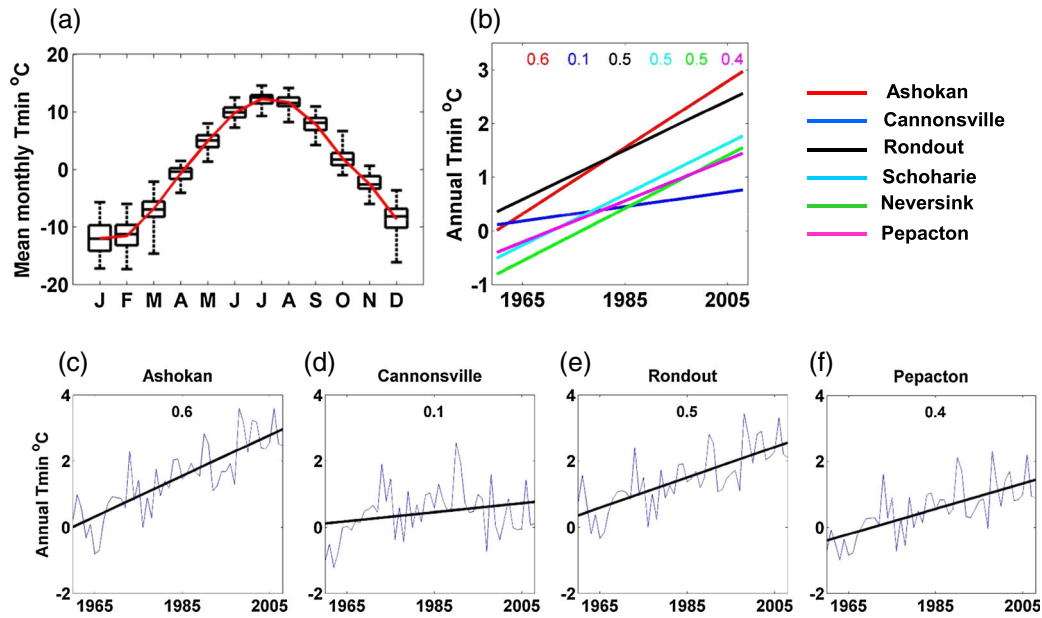 (a)
Mean monthly Tmin °C
20
10
0
-10
-20
J F M A M J J A S O N D
(b)
Annual Tmin °C
0.6 0.1 0.5 0.5 0.5 0.4
3
2
1
0
-1
1965 1985 2005
Ashokan
Cannonsville
Rondout
Schoharie
Neversink
Pepacton
(c)
Ashokan
0.6
Annual Tmin °C
4
2
0
-2
1965 1985 2005
(d)
Cannonsville
0.1
4
2
0
-2
1965 1985 2005
(e)
Rondout
0.5
4
2
0
-2
1965 1985 2005
(f)
Pepacton
0.4
4
2
0
-2
1965 1985 2005